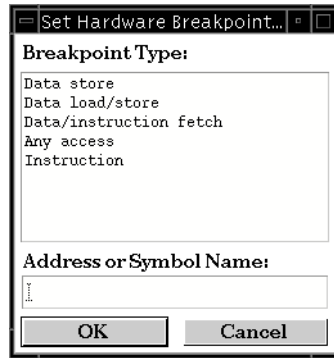 Set Hardware Breakpoint...
Breakpoint Type:
Data store
Data load/store
Data/instruction fetch
Any access
Instruction
Address or Symbol Name:
OK
Cancel